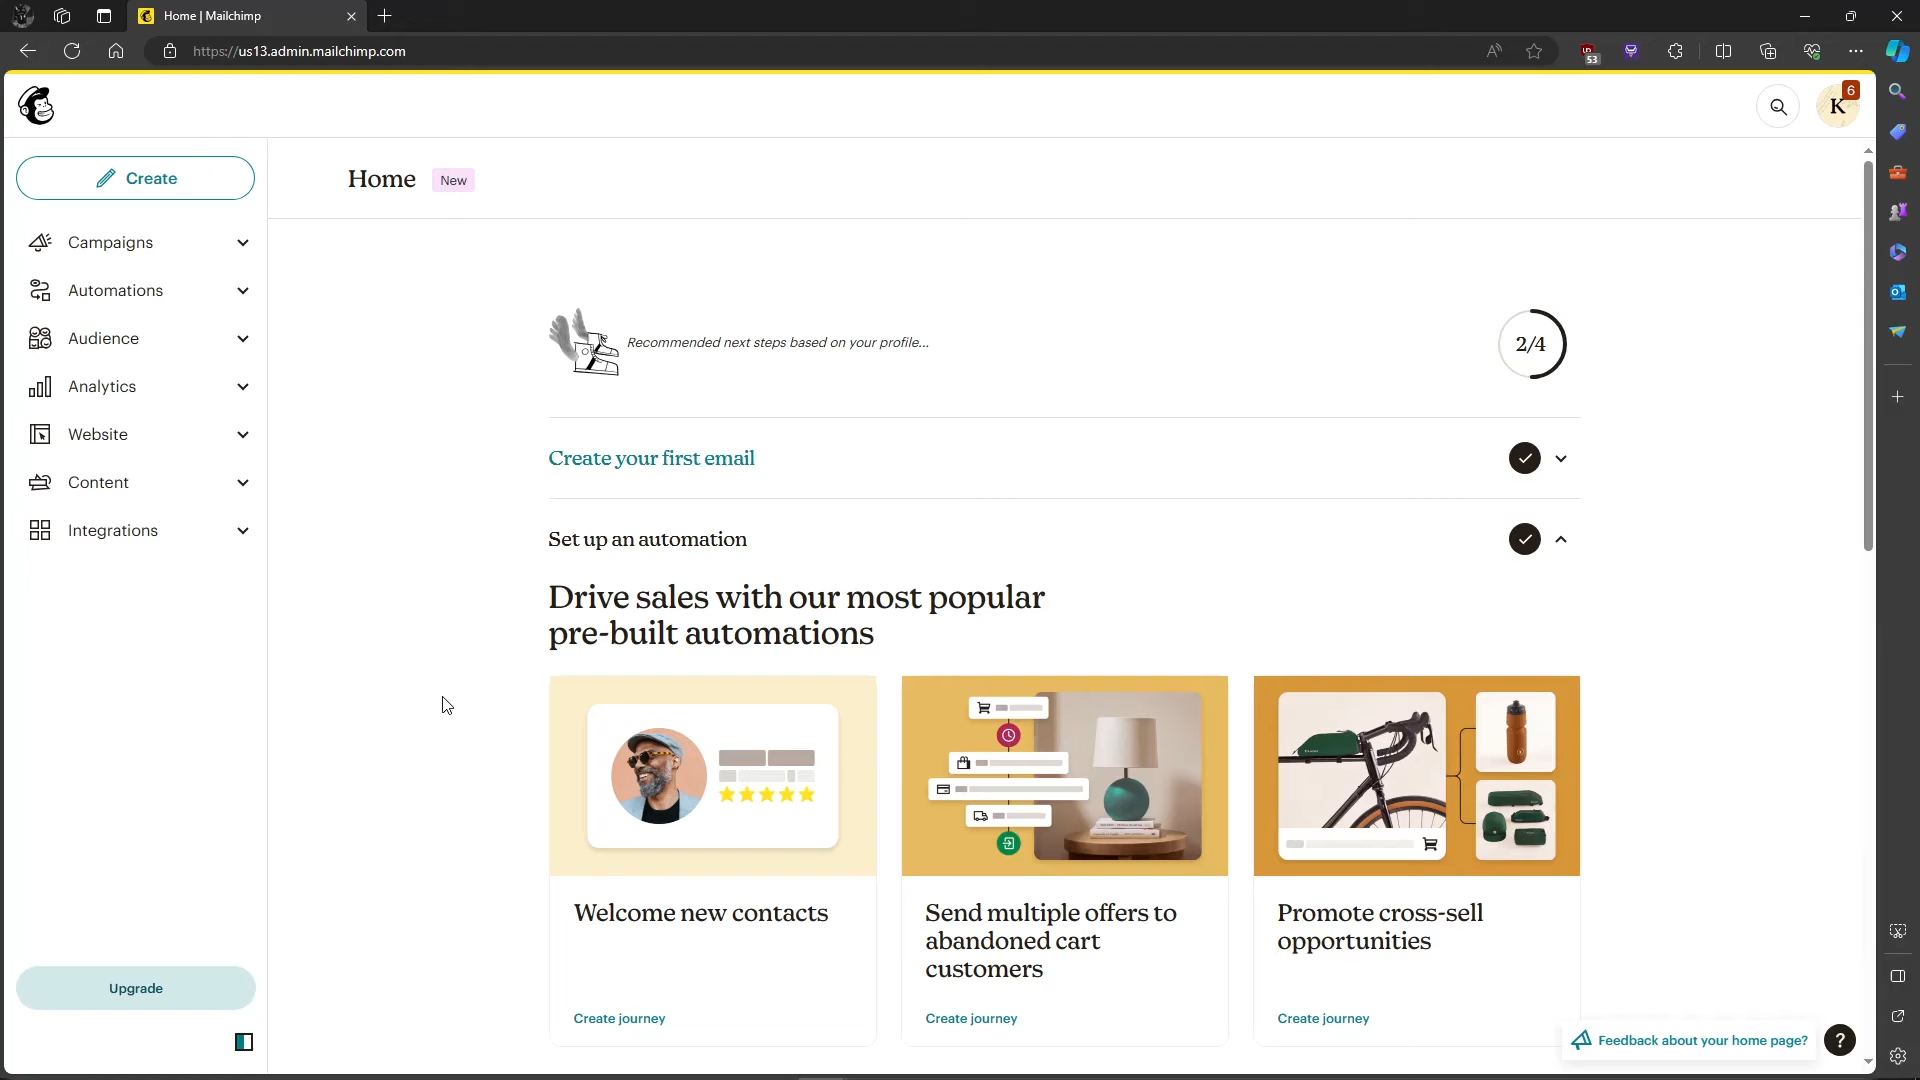 Home | Mailchimp
https://us13.admin.mailchimp.com
53
K
6
Create
Campaigns
Automations
Audience
Analytics
Website
Content
Integrations
Upgrade
Home New
Recommended next steps based on your profile...
2/4
Create your first email
Set up an automation
Drive sales with our most popular
pre-built automations
Welcome new contacts
Create journey
Send multiple offers to
abandoned cart
customers
Create journey
Promote cross-sell
opportunities
Create journey
Feedback about your home page?
?